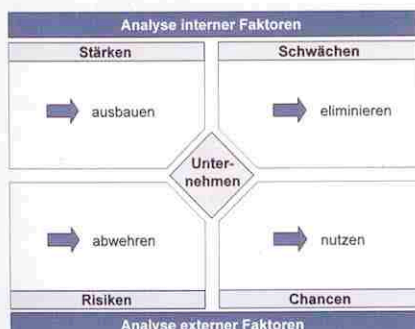 Analyse interner Faktoren
Stärken
Schwächen
ausbauen
eliminieren
Unter-
nehmen
abwehren
nutzen
Risiken
Chancen
Analyse externer Faktoren